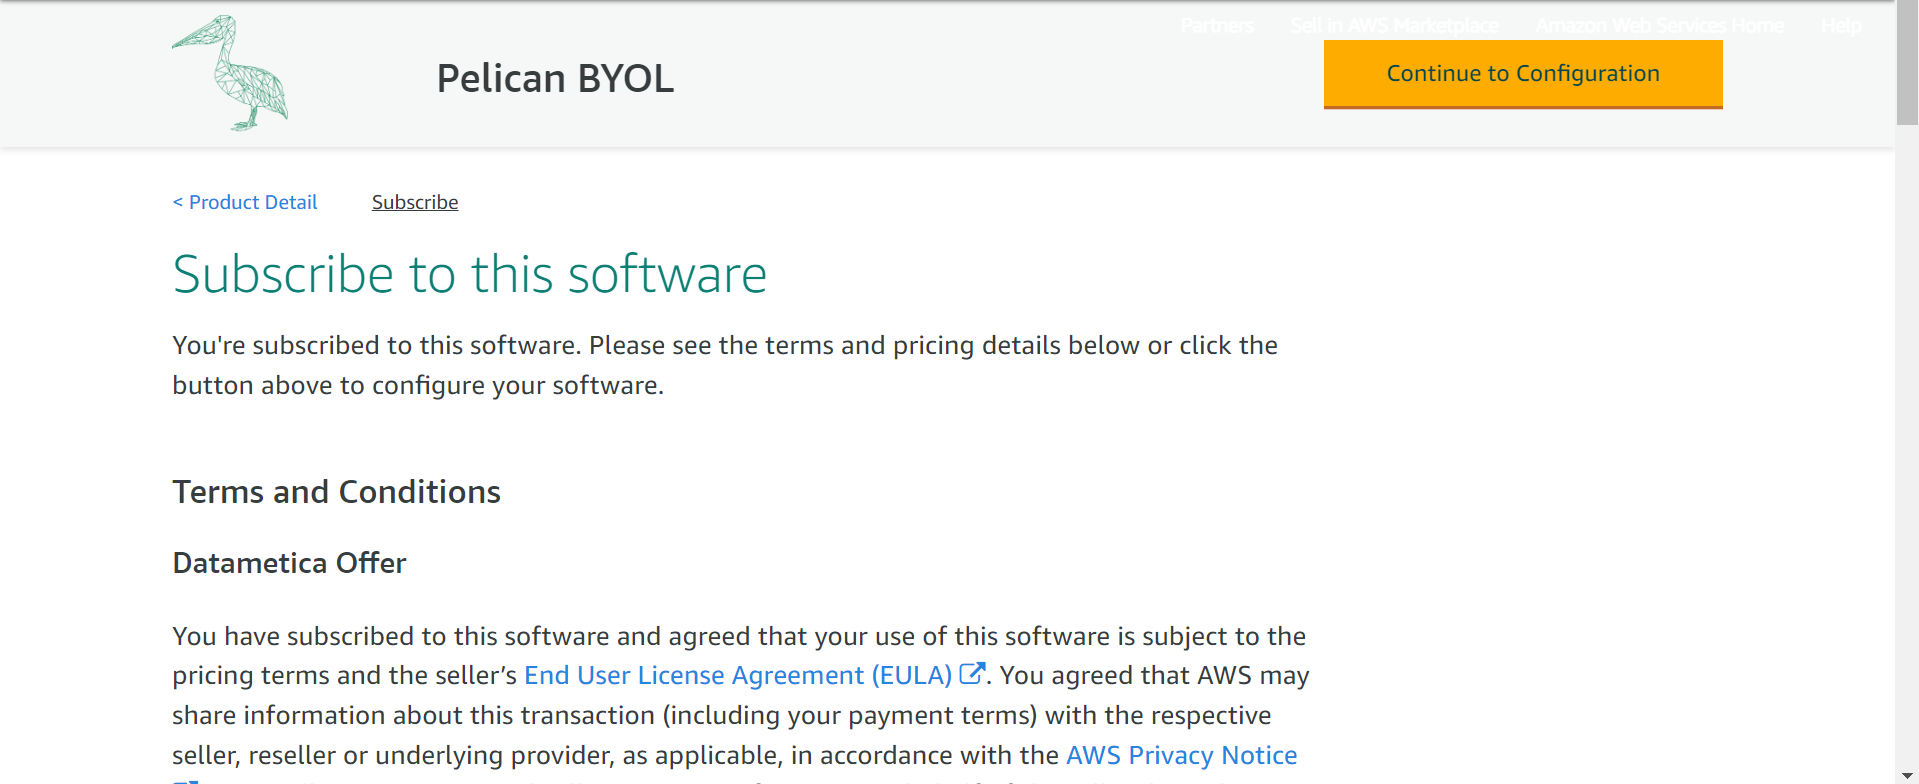 Partners Sell in AWS Marketplace Amazon Web Services Home Help
Pelican BYOL
Continue to Configuration
< Product Detail Subscribe
Subscribe to this software
You're subscribed to this software. Please see the terms and pricing details below or click the
button above to configure your software.
Terms and Conditions
Datametica Offer
You have subscribed to this software and agreed that your use of this software is subject to the
pricing terms and the seller’s End User License Agreement (EULA). You agreed that AWS may
share information about this transaction (including your payment terms) with the respective
seller, reseller or underlying provider, as applicable, in accordance with the AWS Privacy Notice